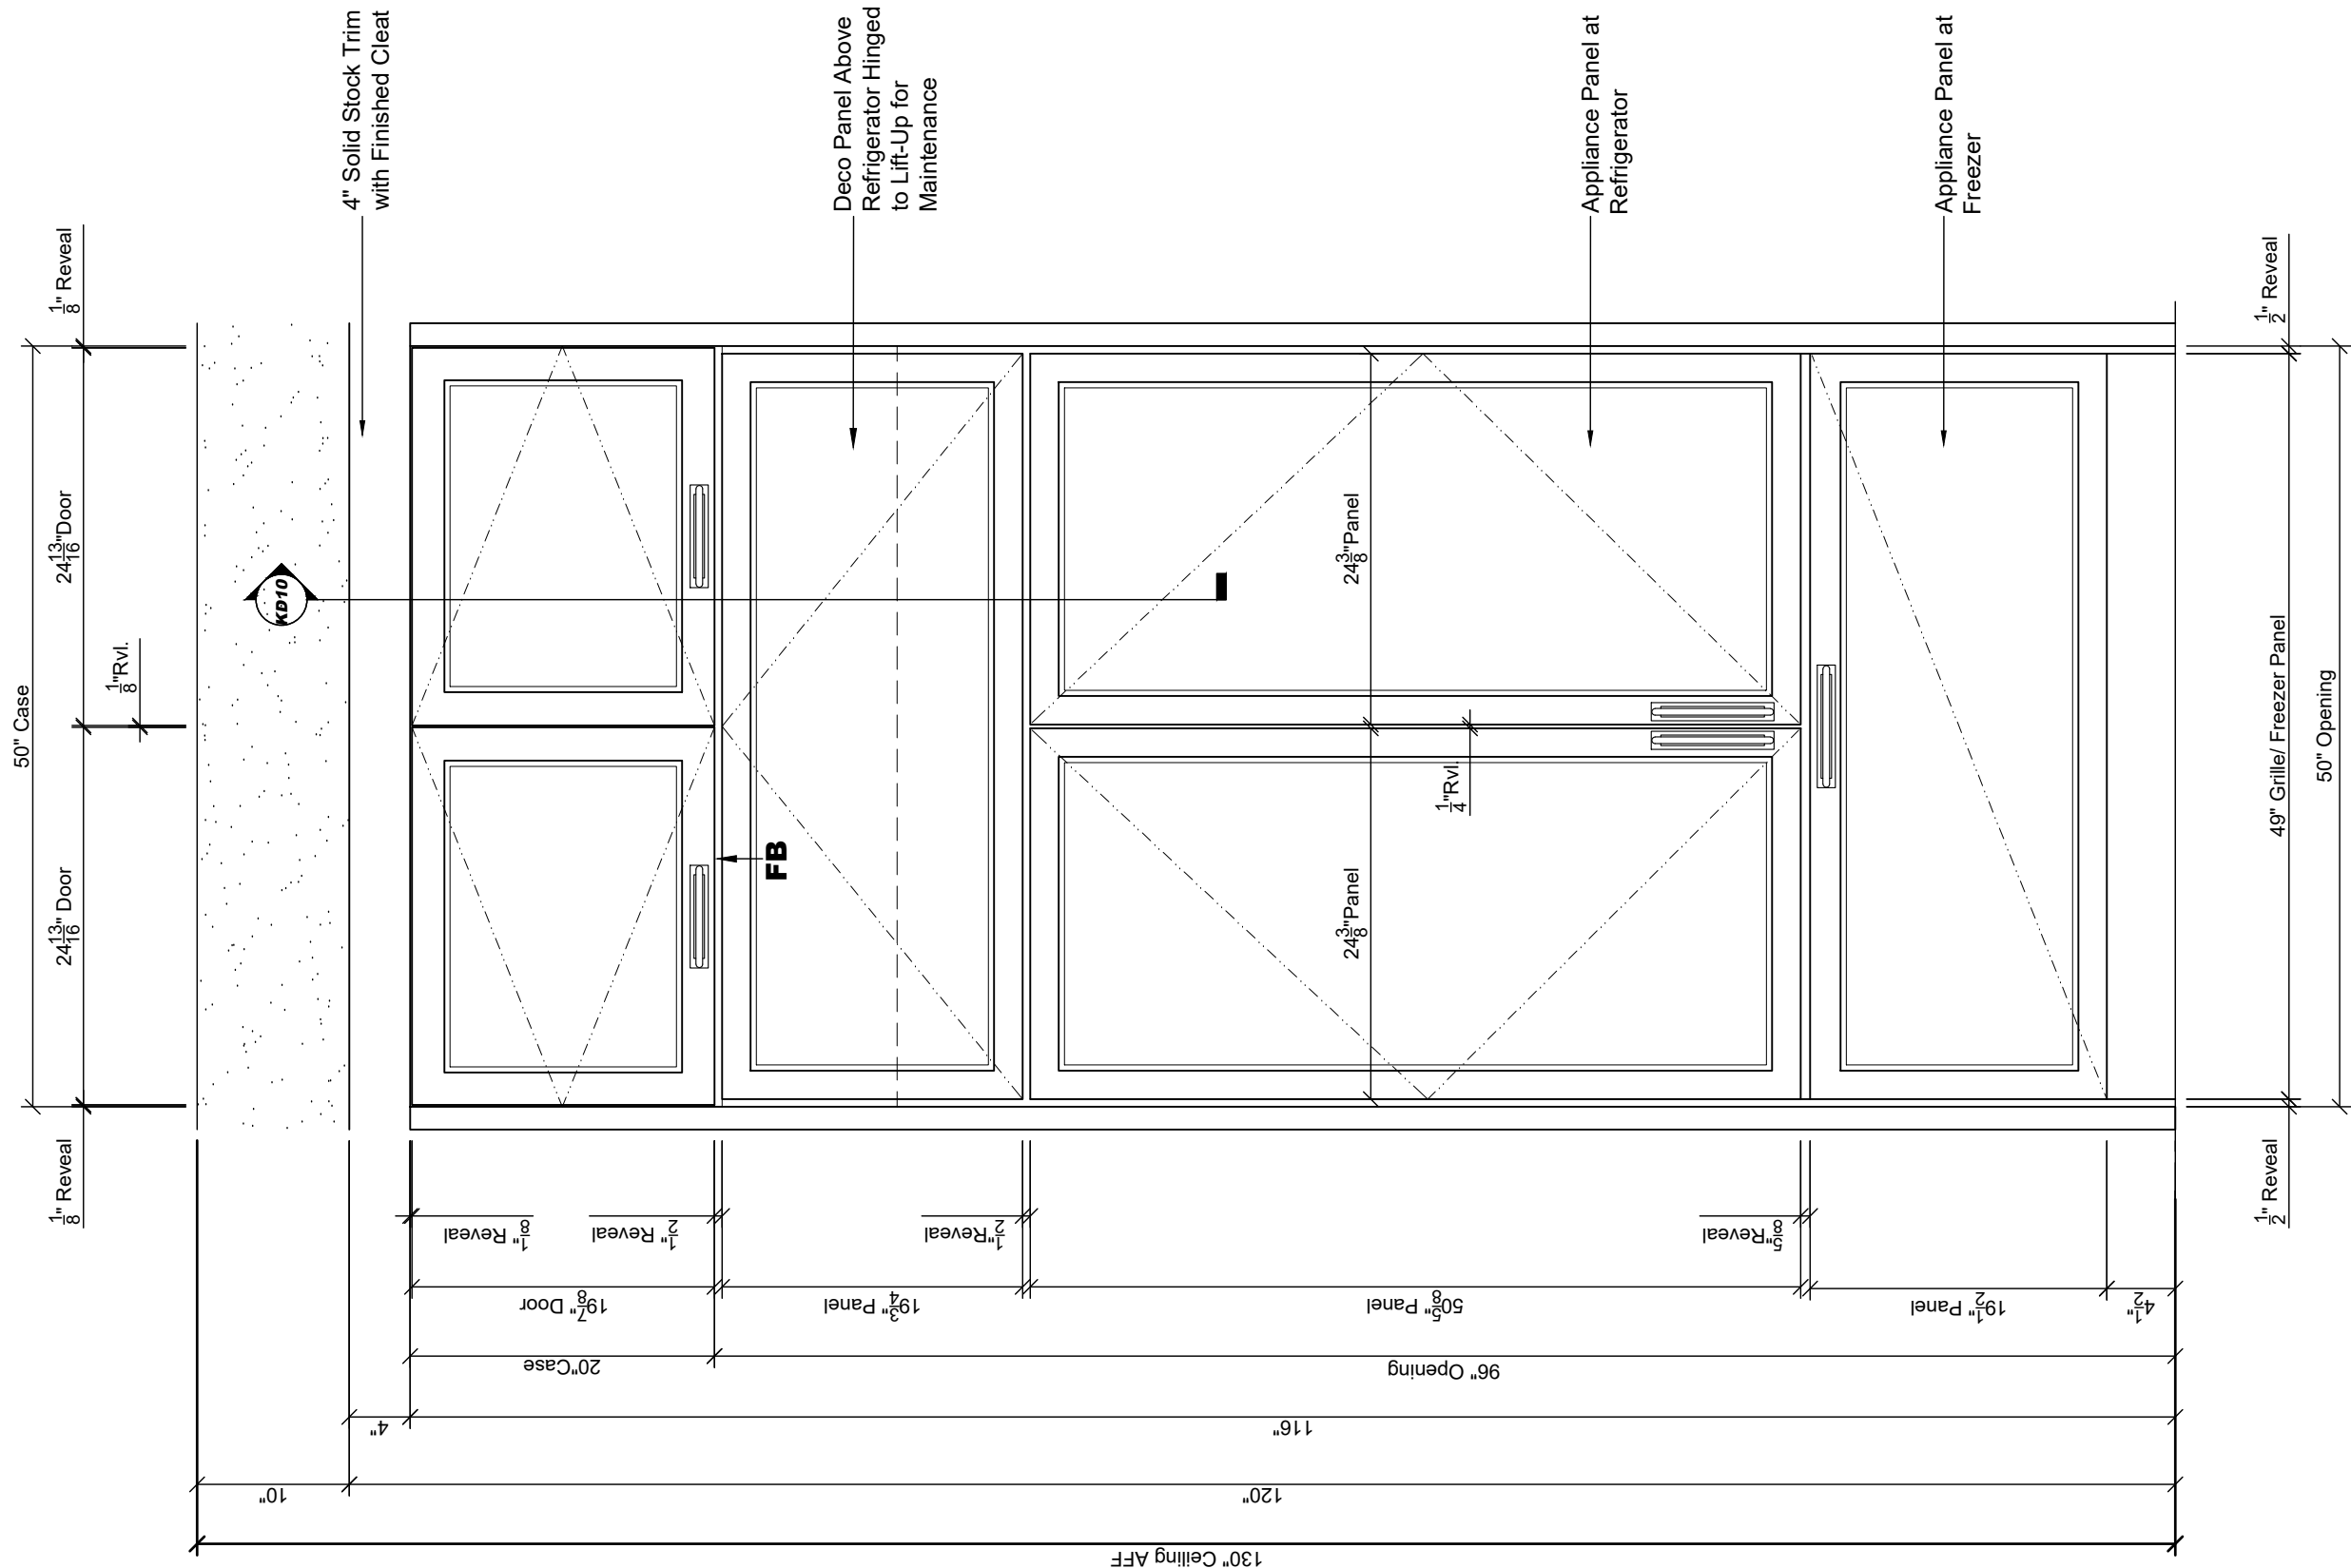 50" Case
1/8" Reveal
24 13/16" Door
1/8"Rvl.
24 13/16"Door
1/8" Reveal
KD10
4" Solid Stock Trim
with Finished Cleat
Deco Panel Above
Refrigerator Hinged
to Lift-Up for
Maintenance
FB
24 3/8"Panel
24 3/8"Panel
1/4"Rvl.
Appliance Panel at
Refrigerator
Appliance Panel at
Freezer
1/8" Reveal
1/2" Reveal
1/2"Reveal
5/8"Reveal
19 7/8" Door
19 3/4" Panel
50 5/8" Panel
19 1/2" Panel
4 1/2"
20"Case
96" Opening
4"
116"
10"
120"
130" Ceiling AFF
1/2" Reveal
49" Grille/ Freezer Panel
1/2" Reveal
50" Opening